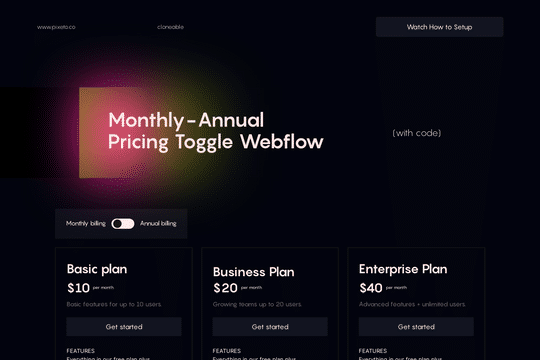 www.pixeto.co
cloneable
Watch How to Setup
Monthly-Annual
Pricing Toggle Webflow
(with code)
Monthly billing
Annual billing
Basic plan
$10 per month
Basic features for up to 10 users.
Get started
FEATURES
Everything in our free plan plus
Business Plan
$20 per month
Growing teams up to 20 users.
Get started
FEATURES
Everything in our free plan plus
Enterprise Plan
$40 per month
Advanced features + unlimited users.
Get started
FEATURES
Everything in our free plan plus